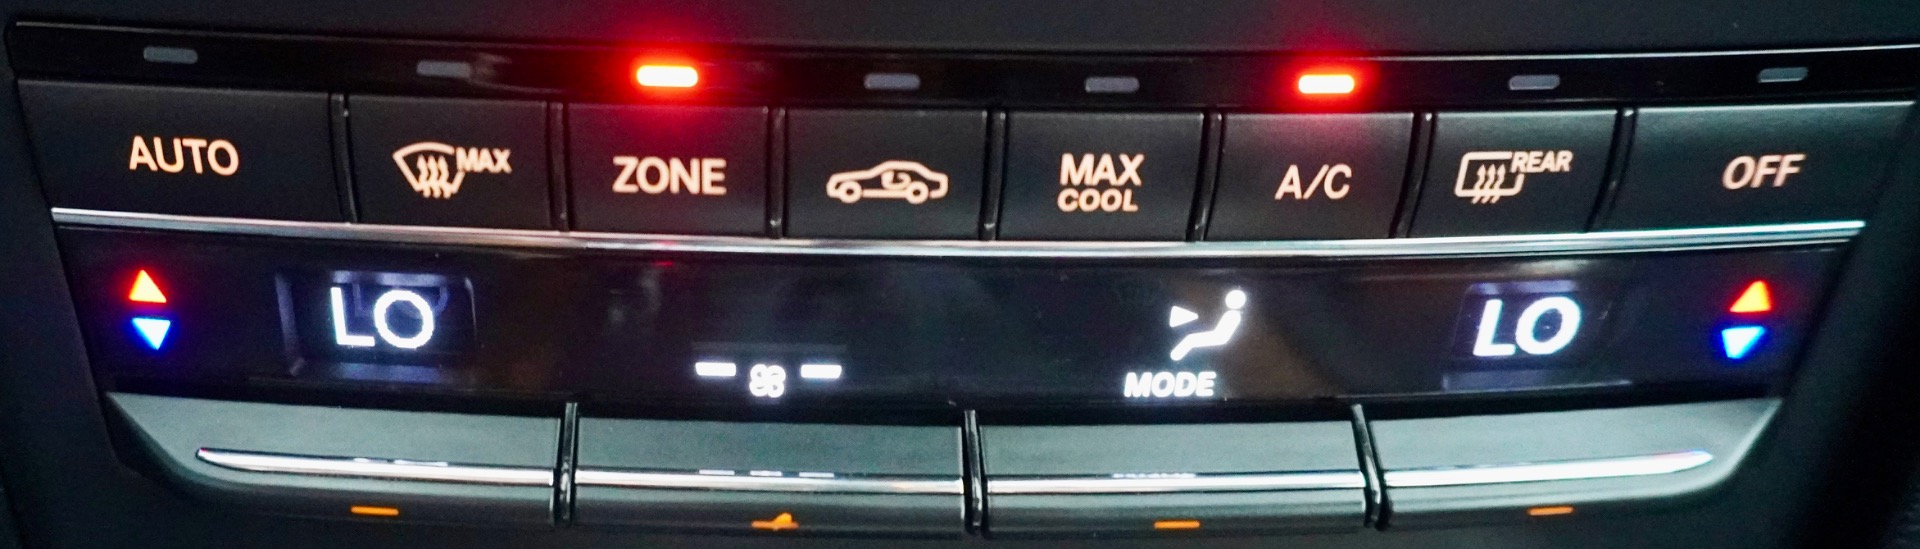 AUTO
MAX
ZONE
MAX
COOL
A/C
REAR
OFF
LO
MODE
LO